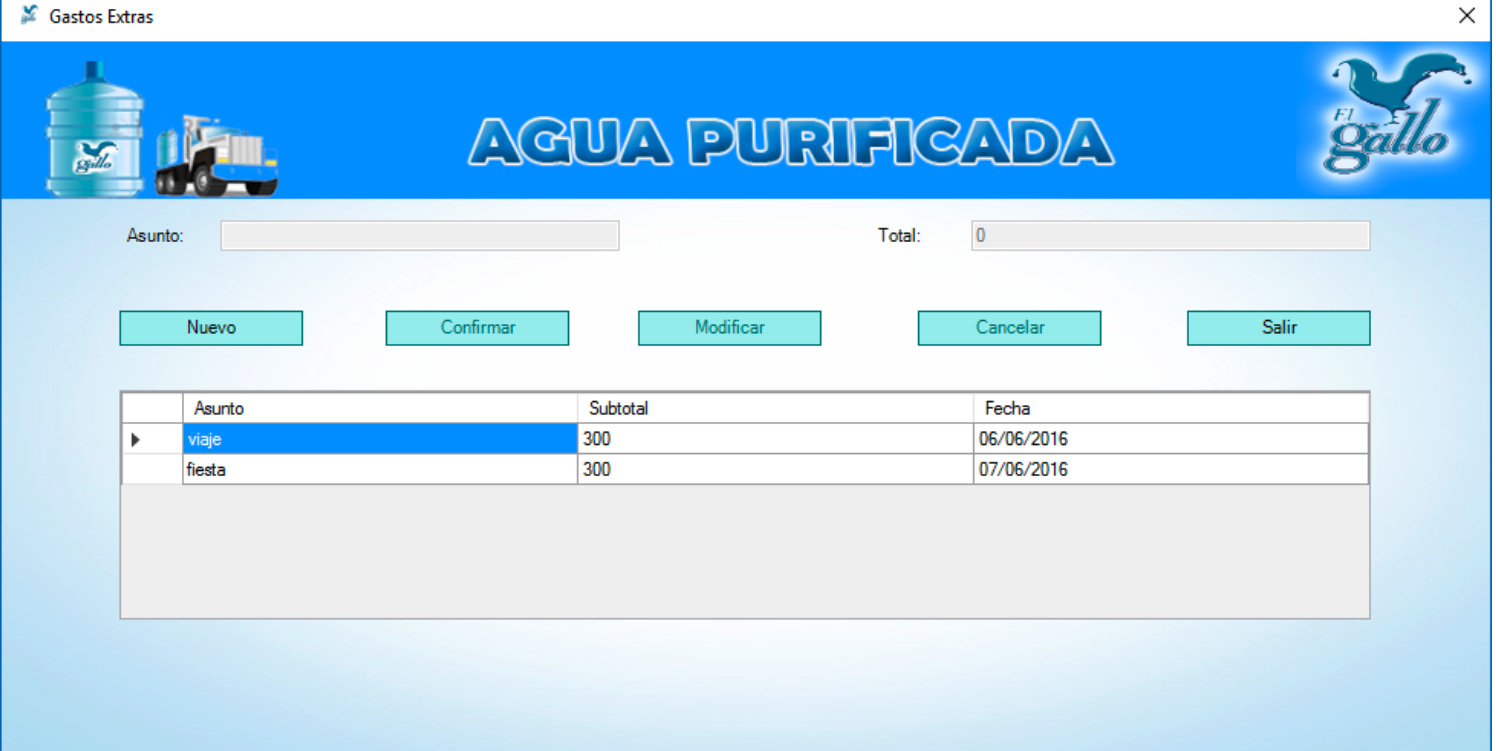 Gastos Extras
gallo
AGUA PURIFICADA
El
gallo
Asunto:
Total: 0
Nuevo Confirmar Modificar Cancelar Salir
Asunto Subtotal Fecha
viaje 300 06/06/2016
fiesta 300 07/06/2016